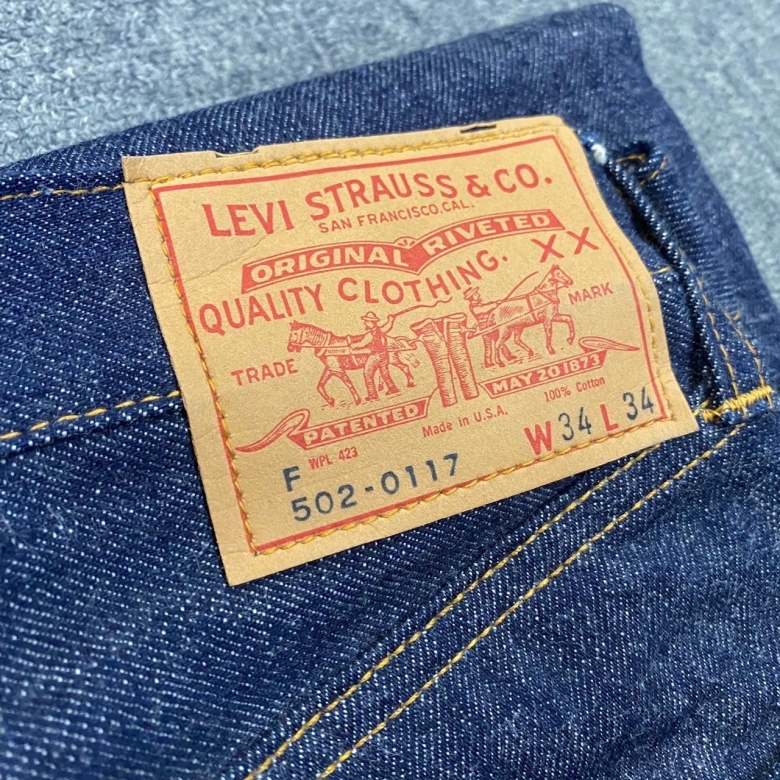 LEVI STRAUSS & CO.
SAN FRANCISCO, CAL.
ORIGINAL RIVETED
QUALITY CLOTHING. XX
TRADE MARK
PATENTED MAY 20 1873
WPL-423 Made in U.S.A. 100% Cotton
F W 34 L 34
502-0117